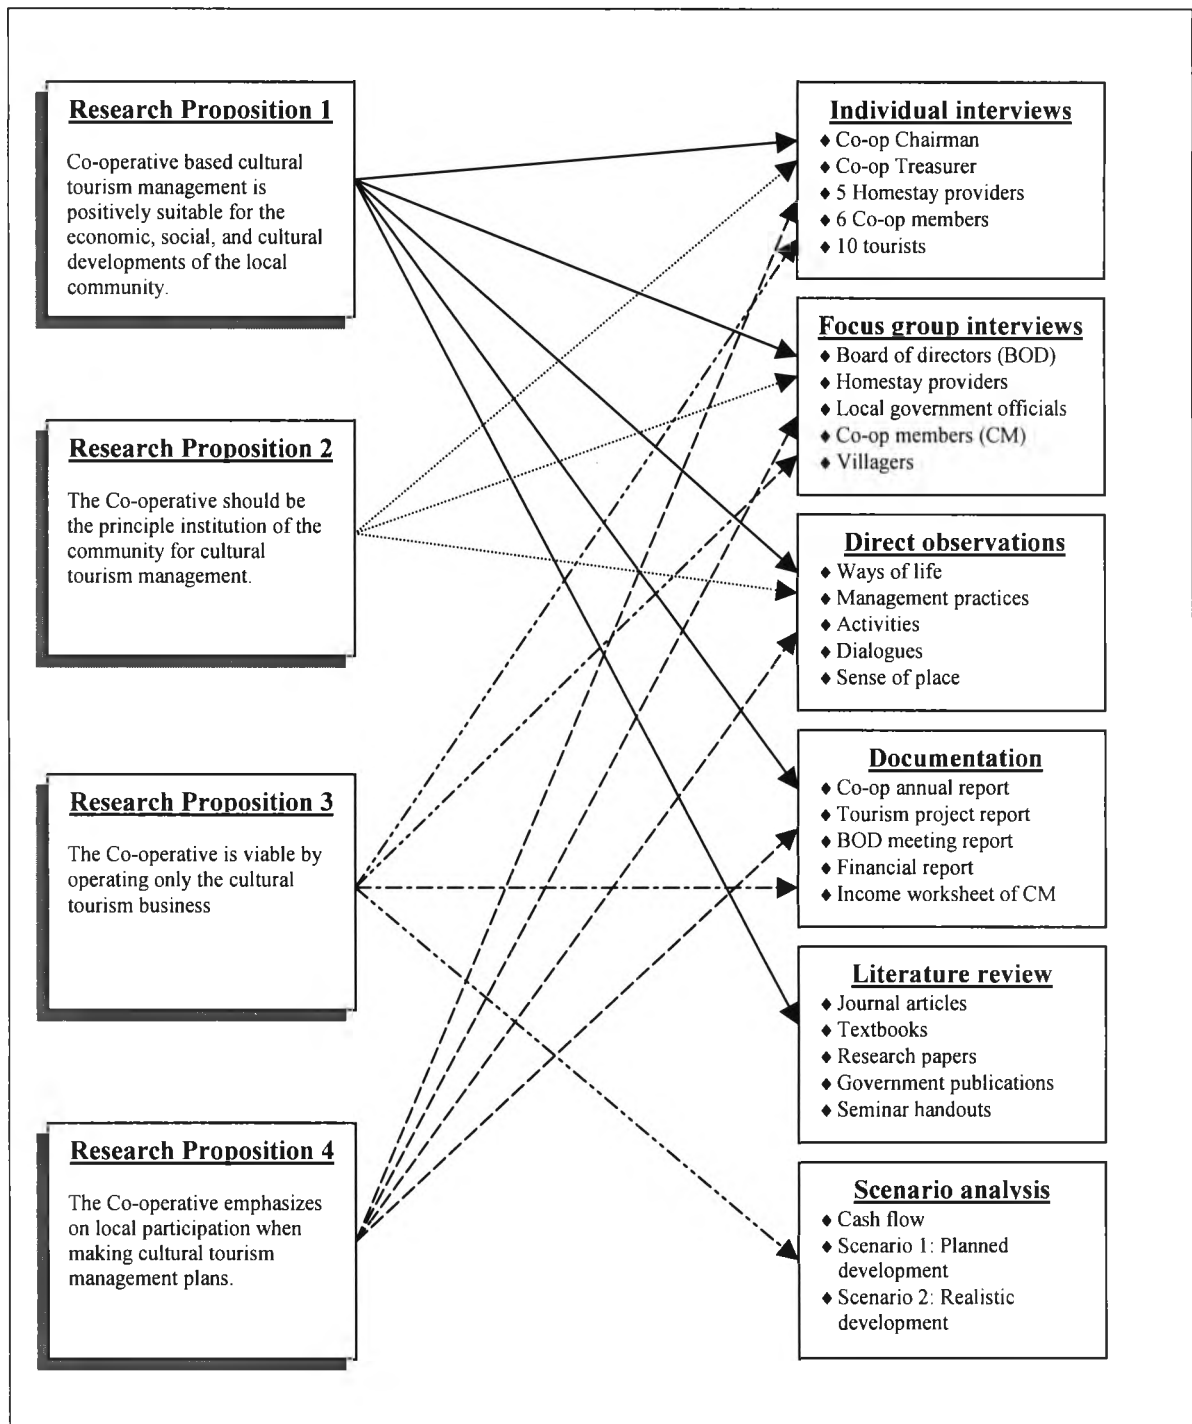 Research Proposition 1
Co-operative based cultural
tourism management is
positively suitable for the
economic, social, and cultural
developments of the local
community.
Research Proposition 2
The Co-operative should be
the principle institution of the
community for cultural
tourism management.
Research Proposition 3
The Co-operative is viable by
operating only the cultural
tourism business
Research Proposition 4
The Co-operative emphasizes
on local participation when
making cultural tourism
management plans.
Individual interviews
♦ Co-op Chairman
♦ Co-op Treasurer
♦ 5 Homestay providers
♦ 6 Co-op members
♦ 10 tourists
Focus group interviews
♦ Board of directors (BOD)
♦ Homestay providers
♦ Local government officials
♦ Co-op members (CM)
♦ Villagers
Direct observations
♦ Ways of life
♦ Management practices
♦ Activities
♦ Dialogues
♦ Sense of place
Documentation
♦ Co-op annual report
♦ Tourism project report
♦ BOD meeting report
♦ Financial report
♦ Income worksheet of CM
Literature review
♦ Journal articles
♦ Textbooks
♦ Research papers
♦ Government publications
♦ Seminar handouts
Scenario analysis
♦ Cash flow
♦ Scenario 1: Planned
development
♦ Scenario 2: Realistic
development